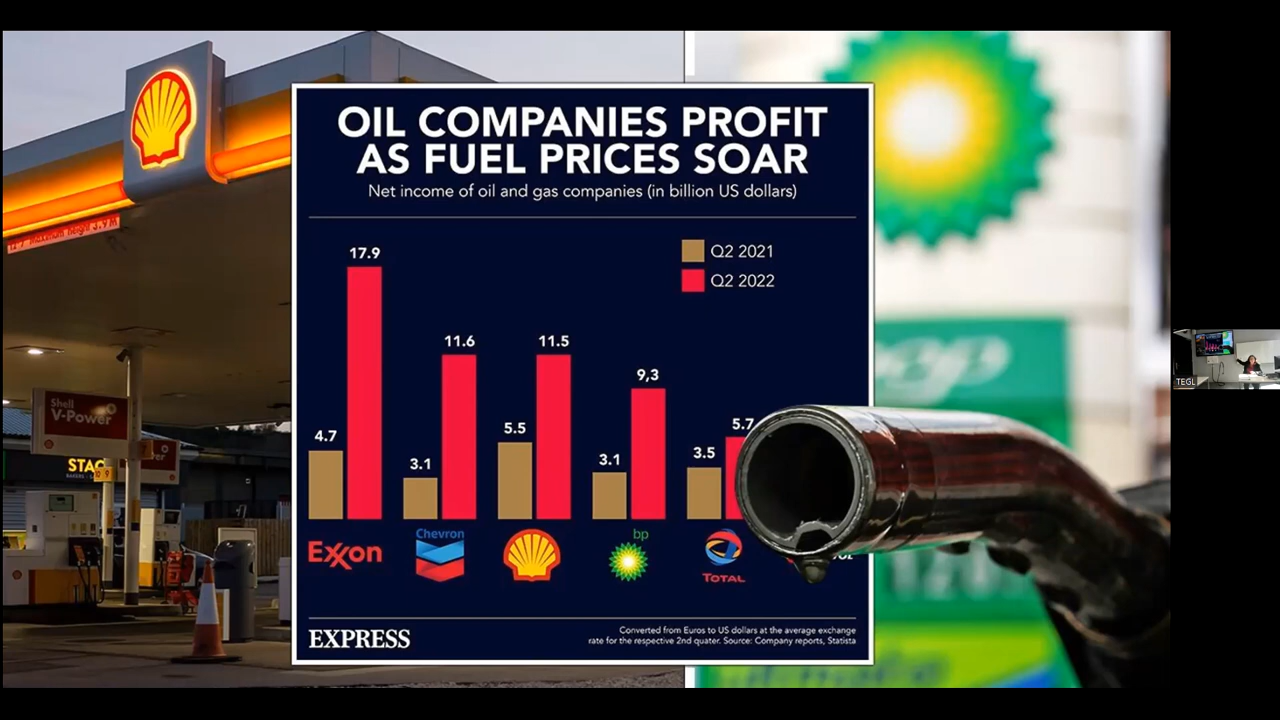 OIL COMPANIES PROFIT
AS FUEL PRICES SOAR
Net income of oil and gas companies (in billion US dollars)
Q2 2021
Q2 2022
17.9
11.6
11.5
9,3
5.7
4.7
3.1
5.5
3.1
3.5
Exxon
Chevron
bp
TOTAL
EXPRESS
Converted from Euros to US dollars at the average exchange
rate for the respective 2nd quater. Source: Company reports, Statista
Shell
V-Power
TEGL